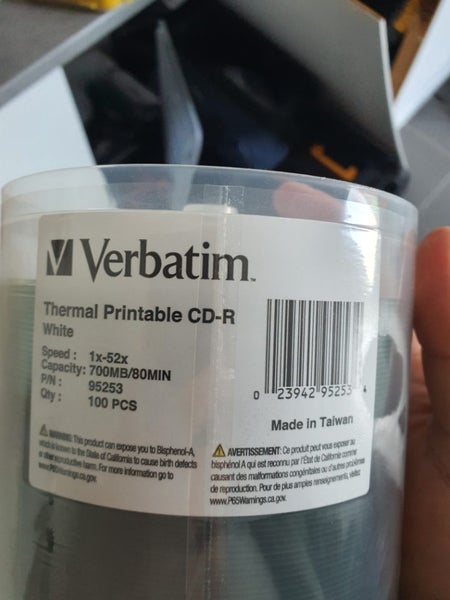 Verbatim™
Thermal Printable CD-R
White
Speed : 1x-52x
Capacity: 700MB/80MIN
P/N : 95253
Qty : 100 PCS
0 23942 95253 4
Made in Taiwan
⚠ WARNING: This product can expose you to Bisphenol-A,
which is known to the State of California to cause birth defects
or other reproductive harm. For more information go to
www.P65Warnings.ca.gov.
⚠ AVERTISSEMENT: Ce produit peut vous exposer au
bisphénol A qui est reconnu par l'État de Californie comme
causant des malformations congénitales ou d'autres problèmes
de reproduction. Pour de plus amples renseignements, visitez
www.P65Warnings.ca.gov.